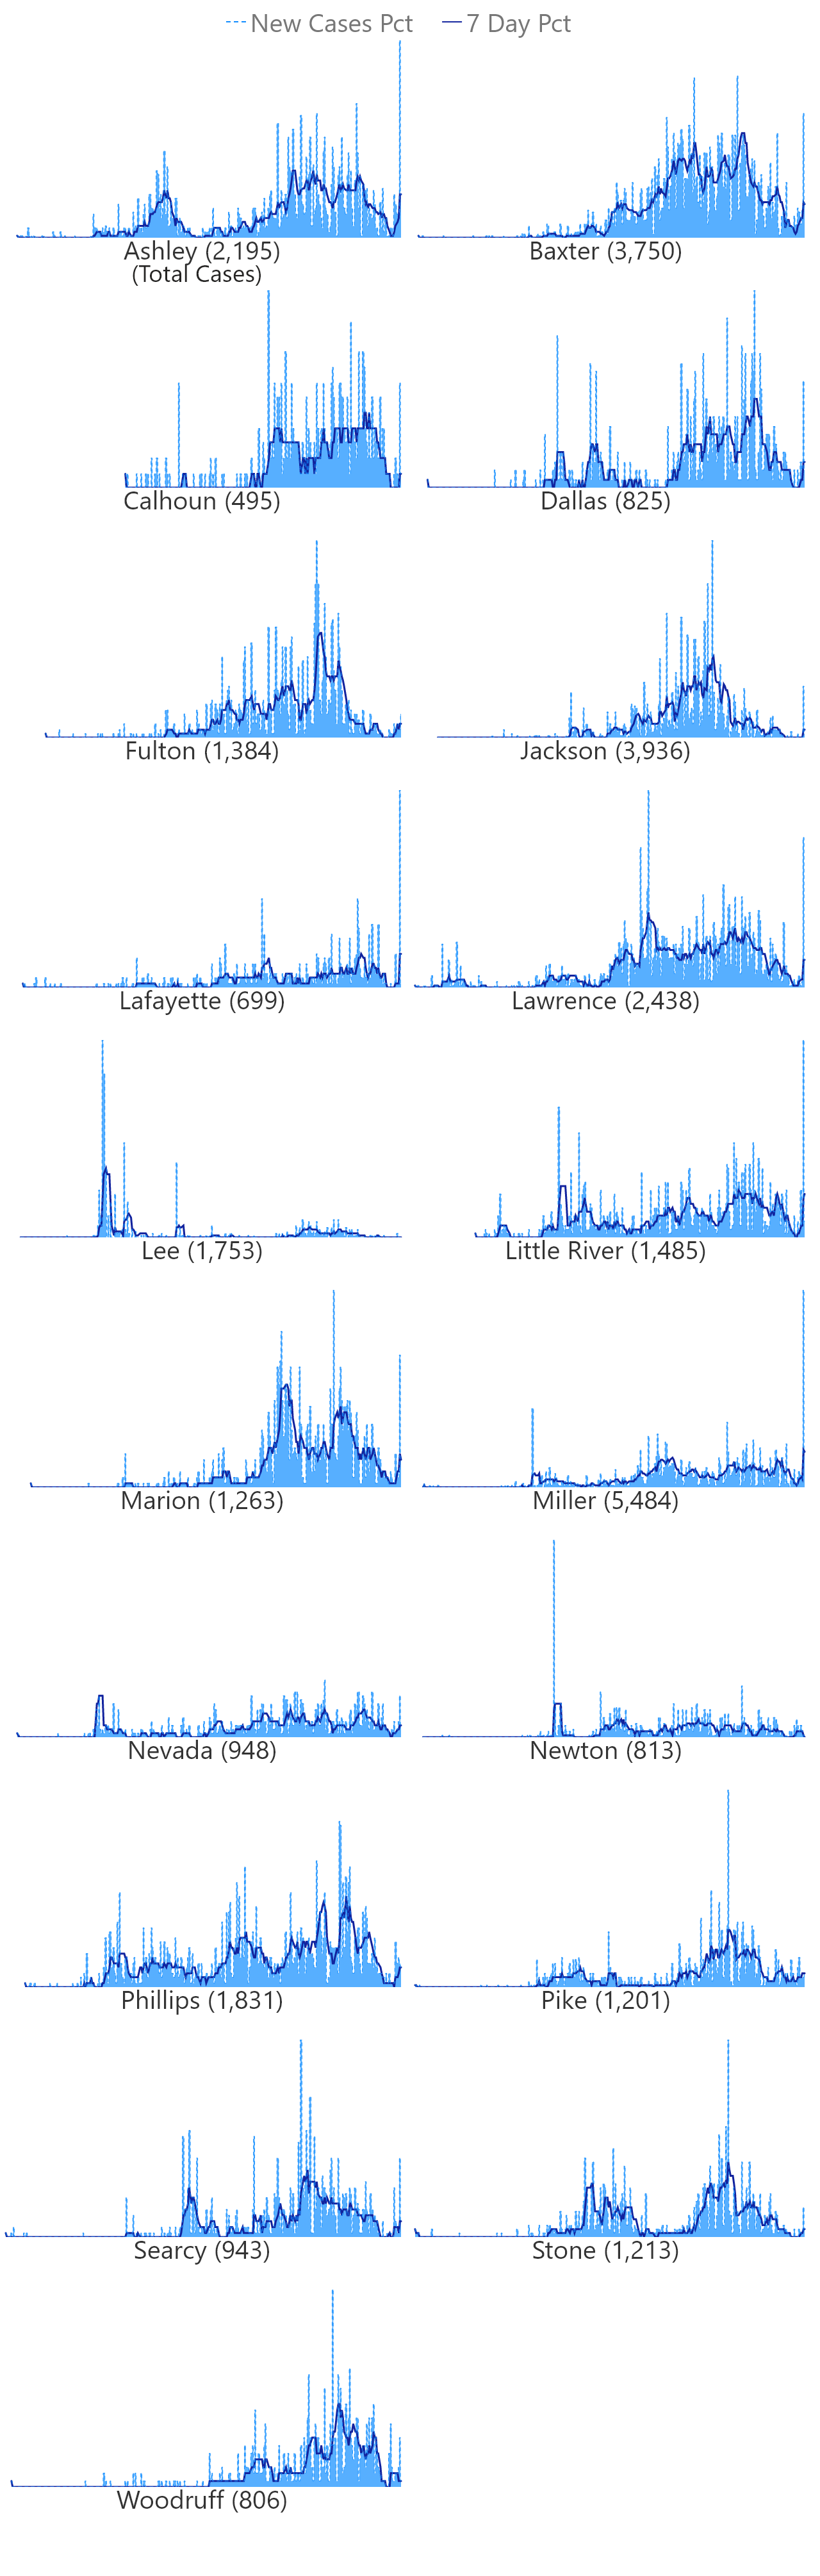 New Cases Pct 7 Day Pct
Ashley (2,195)
(Total Cases)
Baxter (3,750)
Calhoun (495)
Dallas (825)
Fulton (1,384)
Jackson (3,936)
Lafayette (699)
Lawrence (2,438)
Lee (1,753)
Little River (1,485)
Marion (1,263)
Miller (5,484)
Nevada (948)
Newton (813)
Phillips (1,831)
Pike (1,201)
Searcy (943)
Stone (1,213)
Woodruff (806)